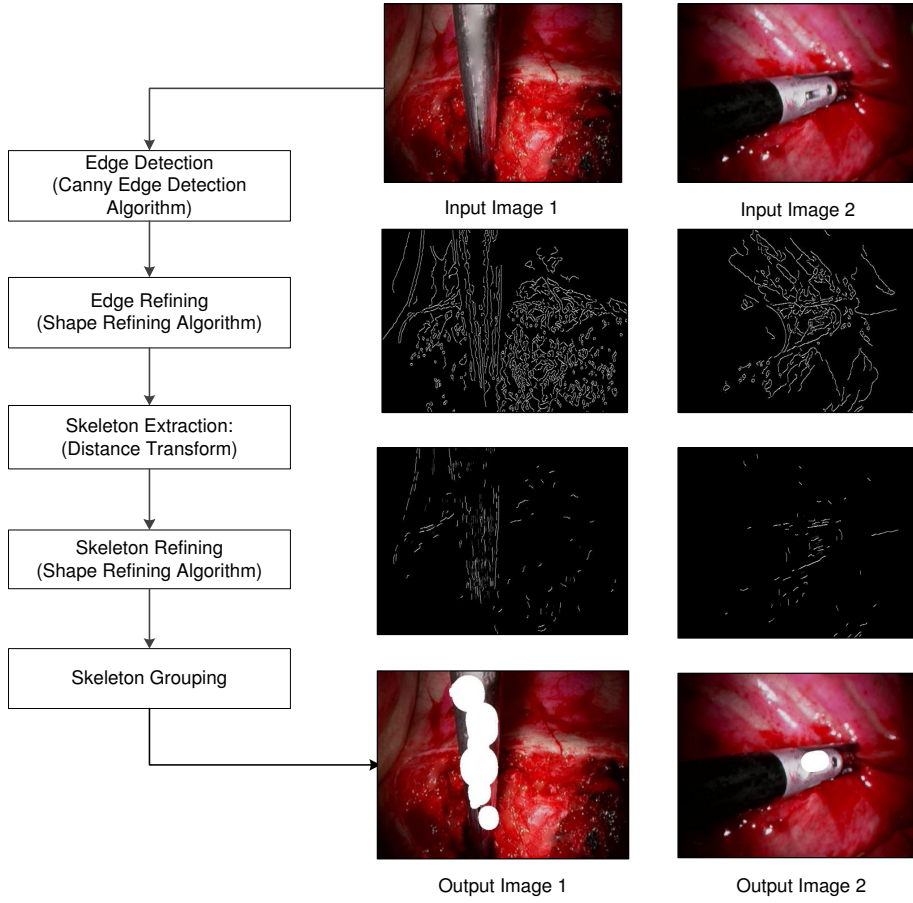 Edge Detection
(Canny Edge Detection
Algorithm)
Edge Refining
(Shape Refining Algorithm)
Skeleton Extraction:
(Distance Transform)
Skeleton Refining
(Shape Refining Algorithm)
Skeleton Grouping
Input Image 1
Input Image 2
Output Image 1
Output Image 2